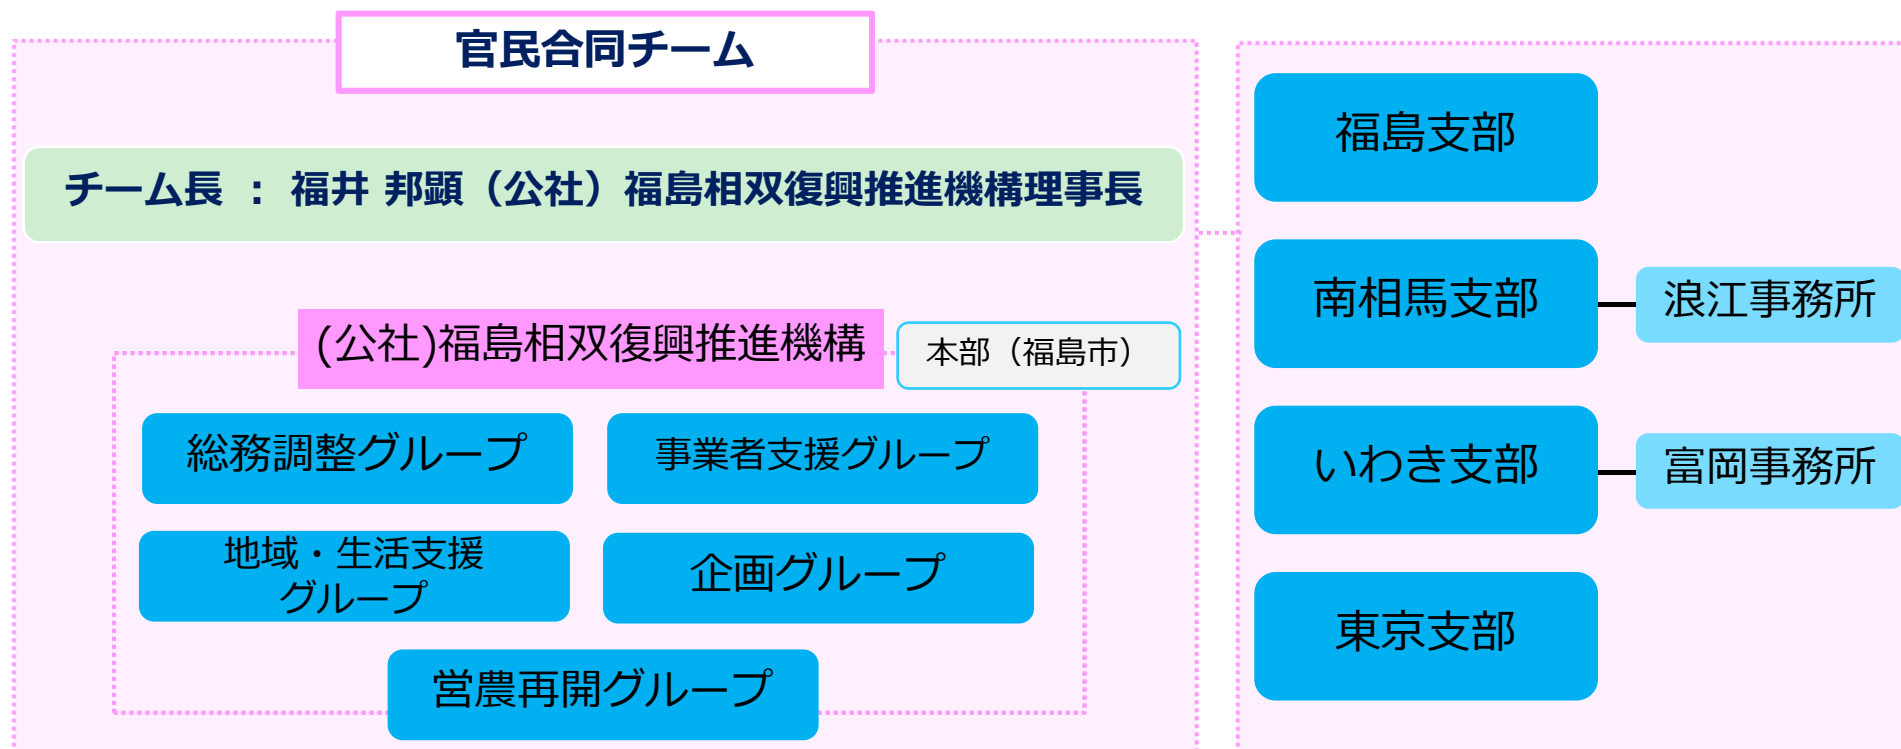 官民合同チーム
チーム長 : 福井 邦顕（公社）福島相双復興推進機構理事長
(公社)福島相双復興推進機構
本部（福島市）
総務調整グループ
事業者支援グループ
地域・生活支援
グループ
企画グループ
営農再開グループ
福島支部
南相馬支部
浪江事務所
いわき支部
富岡事務所
東京支部